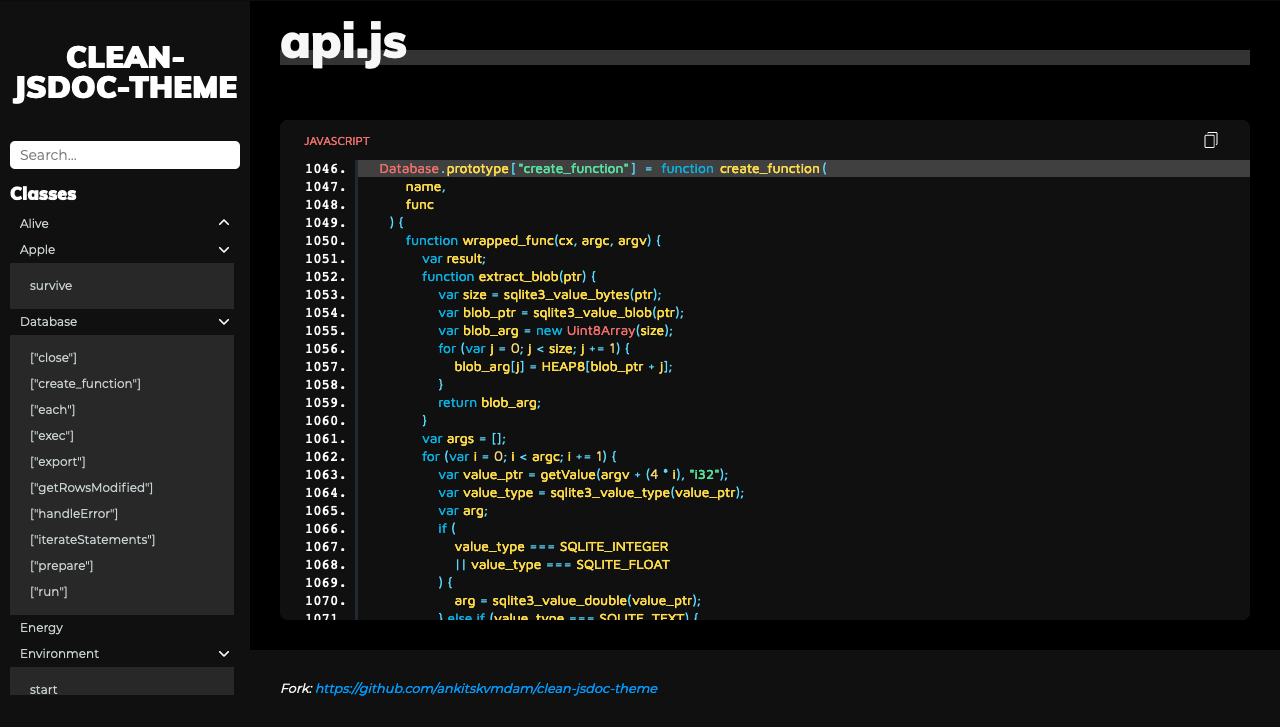 CLEAN-
JSDOC-THEME
Search...
Classes
Alive
Apple
survive
Database
["close"]
["create_function"]
["each"]
["exec"]
["export"]
["getRowsModified"]
["handleError"]
["iterateStatements"]
["prepare"]
["run"]
Energy
Environment
start
api.js
JAVASCRIPT
1046. Database.prototype["create_function"] = function create_function(
1047. name,
1048. func
1049. ) {
1050. function wrapped_func(cx, argc, argv) {
1051. var result;
1052. function extract_blob(ptr) {
1053. var size = sqlite3_value_bytes(ptr);
1054. var blob_ptr = sqlite3_value_blob(ptr);
1055. var blob_arg = new Uint8Array(size);
1056. for (var j = 0; j < size; j += 1) {
1057. blob_arg[j] = HEAP8[blob_ptr + j];
1058. }
1059. return blob_arg;
1060. }
1061. var args = [];
1062. for (var i = 0; i < argc; i += 1) {
1063. var value_ptr = getValue(argv + (4 * i), "i32");
1064. var value_type = sqlite3_value_type(value_ptr);
1065. var arg;
1066. if (
1067. value_type === SQLITE_INTEGER
1068. || value_type === SQLITE_FLOAT
1069. ) {
1070. arg = sqlite3_value_double(value_ptr);
1071. } else if (value_type === SQLITE_TEXT) {
Fork: https://github.com/ankitskvmdam/clean-jsdoc-theme